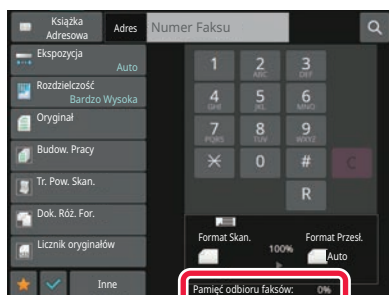 Książka
Adresowa
Adres
Numer Faksu
Ekspozycja
Auto
Rozdzielczość
Bardzo Wysoka
Oryginał
Budow. Pracy
Tr. Pow. Skan.
Dok. Róż. For.
Licznik oryginałów
Inne
1
2
ABC
3
DEF
4
GHI
5
JKL
6
MNO
7
PQRS
8
TUV
9
WXYZ
0
#
C
R
Format Skan.
100%
Format Przesł.
Auto
Pamięć odbioru faksów: 0%